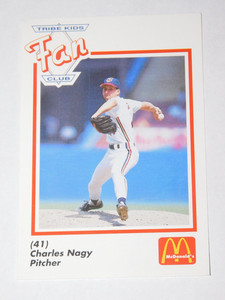 TRIBE KIDS
Fan
CLUB
(41)
Charles Nagy
Pitcher
McDonald's